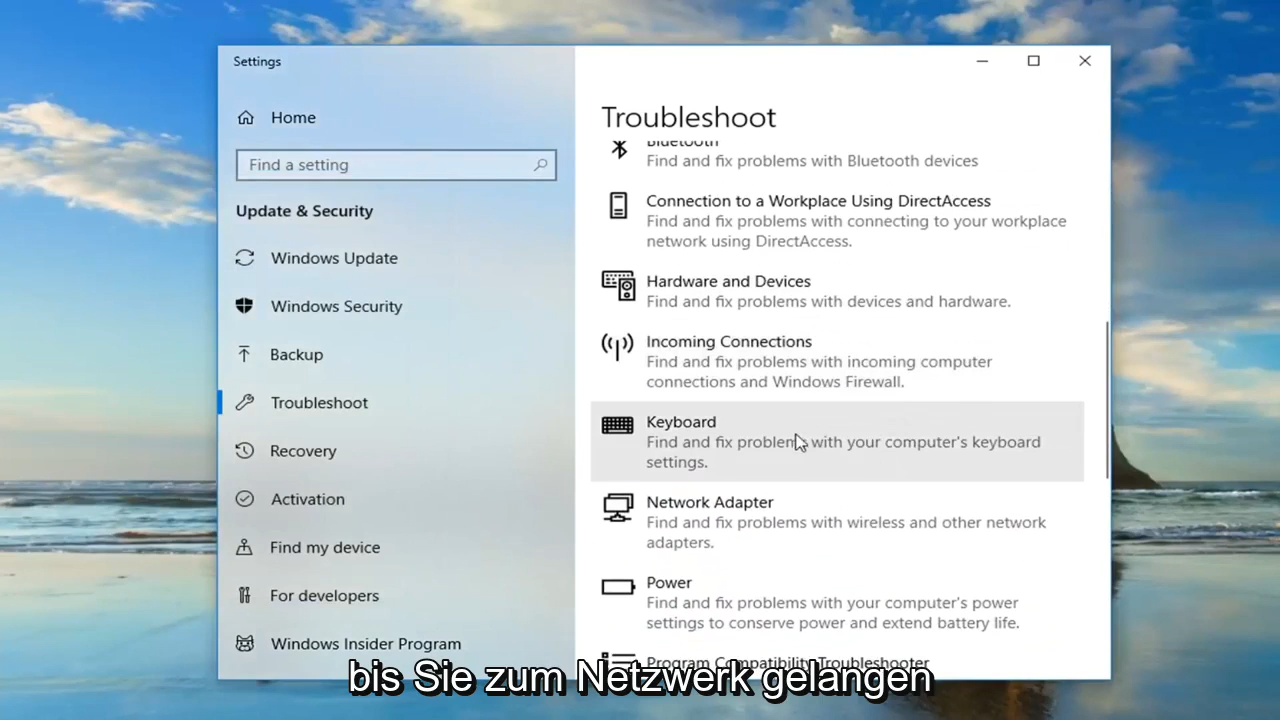 Settings
Home
Find a setting
Update & Security
Windows Update
Windows Security
Backup
Troubleshoot
Recovery
Activation
Find my device
For developers
Windows Insider Program
Troubleshoot
Bluetooth
Find and fix problems with Bluetooth devices
Connection to a Workplace Using DirectAccess
Find and fix problems with connecting to your workplace
network using DirectAccess.
Hardware and Devices
Find and fix problems with devices and hardware.
Incoming Connections
Find and fix problems with incoming computer
connections and Windows Firewall.
Keyboard
Find and fix problems with your computer's keyboard
settings.
Network Adapter
Find and fix problems with wireless and other network
adapters.
Power
Find and fix problems with your computer's power
settings to conserve power and extend battery life.
Program Compatibility Troubleshooter
bis Sie zum Netzwerk gelangen